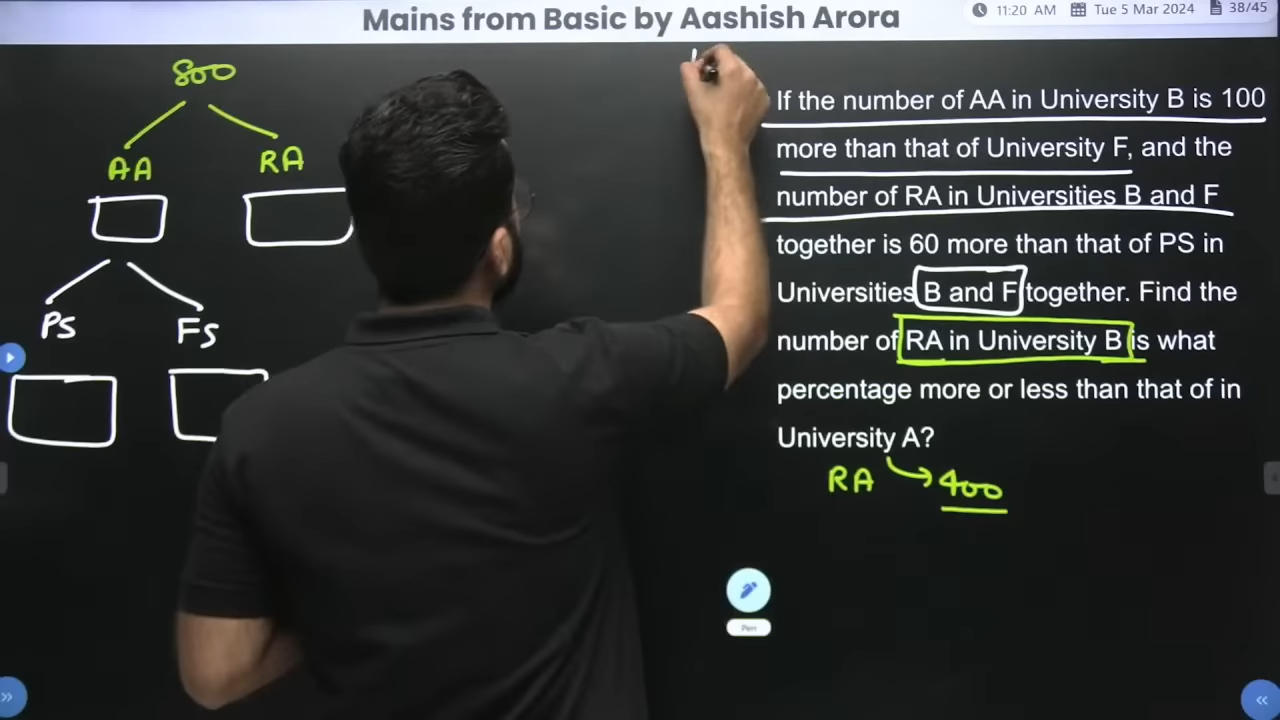 Mains from Basic by Aashish Arora
11:20 AM Tue 5 Mar 2024 38/45
800
AA RA
PS FS
If the number of AA in University B is 100
more than that of University F, and the
number of RA in Universities B and F
together is 60 more than that of PS in
Universities B and F together. Find the
number of RA in University B is what
percentage more or less than that of in
University A?
RA 400
Pen